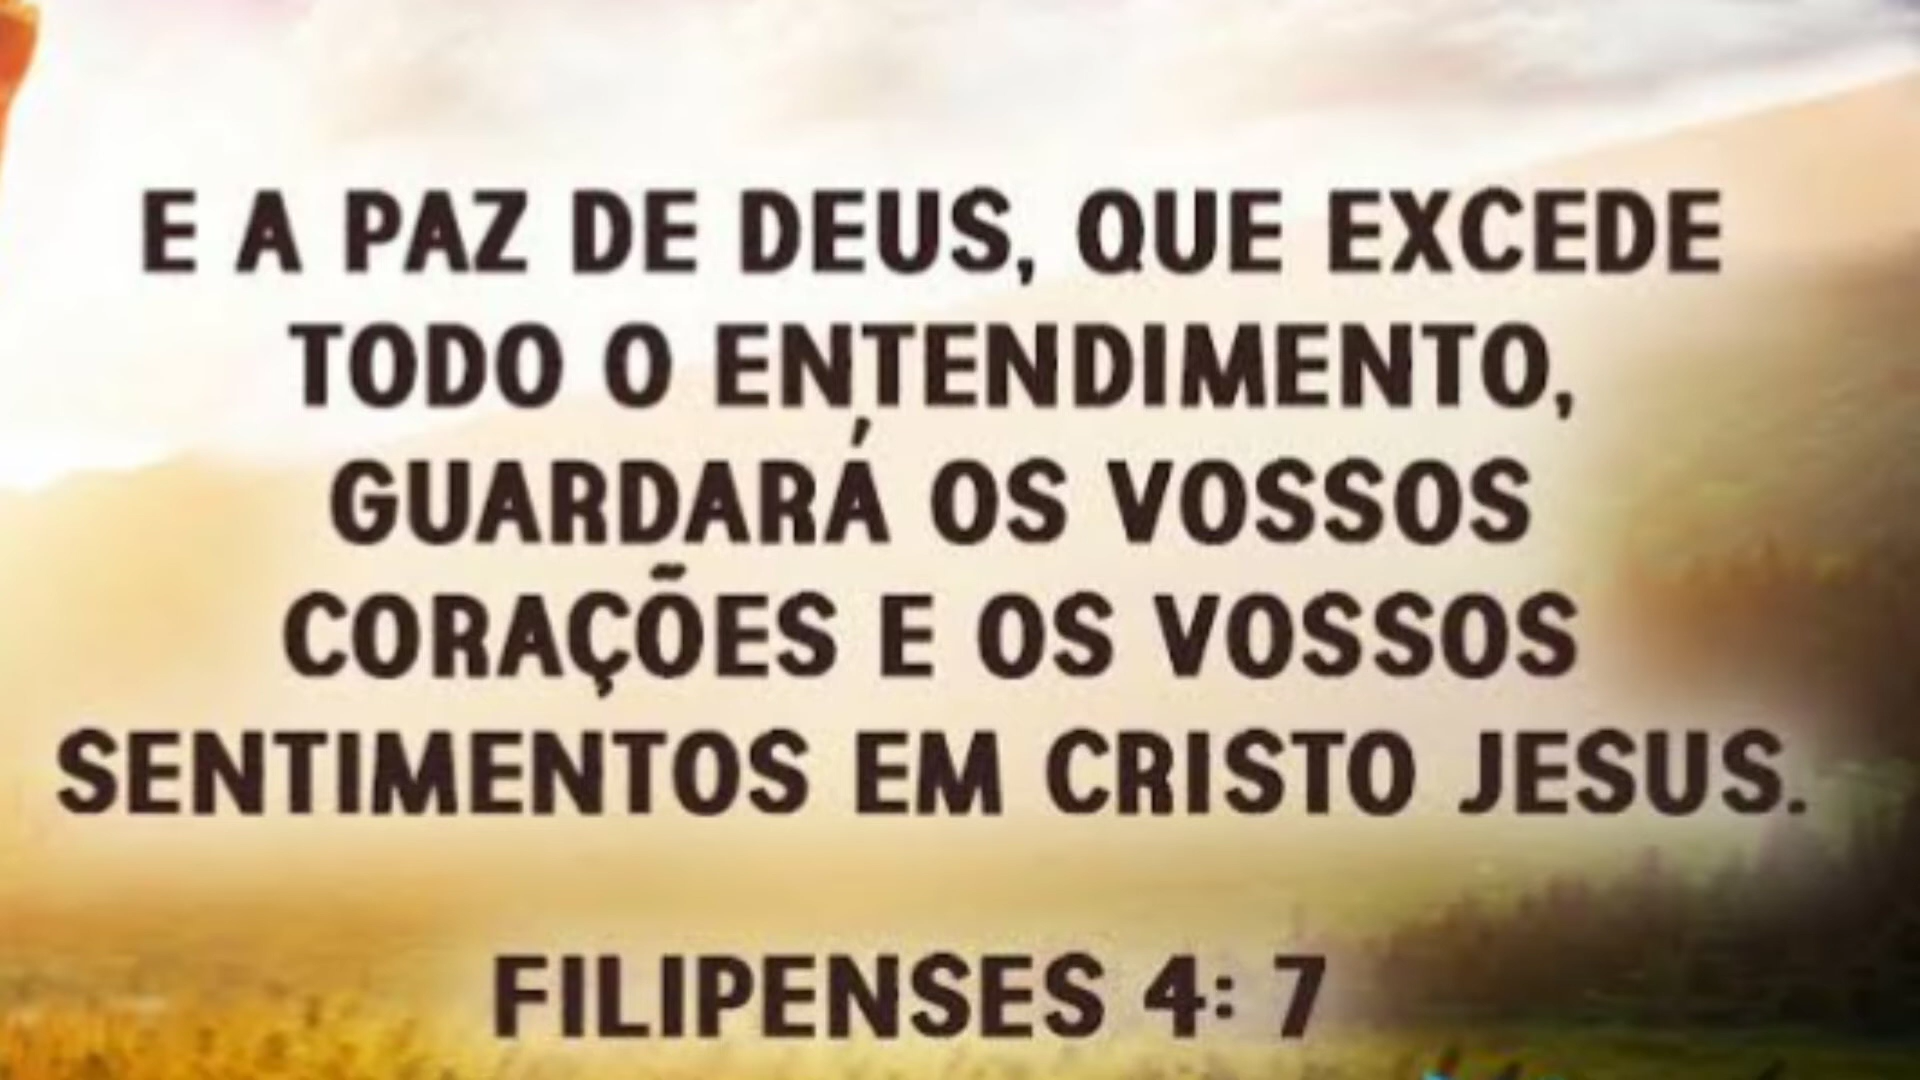 E A PAZ DE DEUS, QUE EXCEDE
TODO O ENTENDIMENTO,
GUARDARÁ OS VOSSOS
CORAÇÕES E OS VOSSOS
SENTIMENTOS EM CRISTO JESUS.
FILIPENSES 4: 7